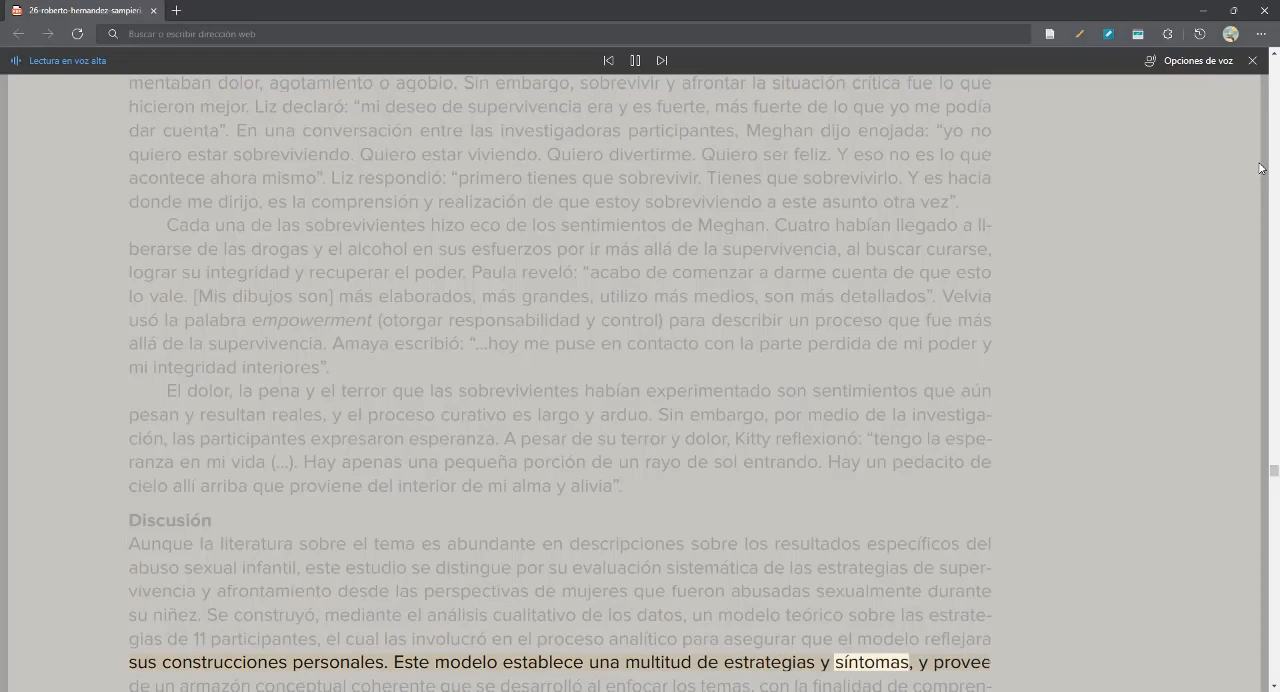 26-roberto-hernandez-sampieri
Buscar o escribir dirección web
Lectura en voz alta
Opciones de voz
mentaban dolor, agotamiento o agobio. Sin embargo, sobrevivir y afrontar la situación crítica fue lo que
hicieron mejor. Liz declaró: “mi deseo de supervivencia era y es fuerte, más fuerte de lo que yo me podía
dar cuenta”. En una conversación entre las investigadoras participantes, Meghan dijo enojada: “yo no
quiero estar sobreviviendo. Quiero estar viviendo. Quiero divertirme. Quiero ser feliz. Y eso no es lo que
acontece ahora mismo”. Liz respondió: “primero tienes que sobrevivir. Tienes que sobrevivirlo. Y es hacia
donde me dirijo, es la comprensión y realización de que estoy sobreviviendo a este asunto otra vez”.
Cada una de las sobrevivientes hizo eco de los sentimientos de Meghan. Cuatro habían llegado a li-
berarse de las drogas y el alcohol en sus esfuerzos por ir más allá de la supervivencia, al buscar curarse,
lograr su integridad y recuperar el poder. Paula reveló: “acabo de comenzar a darme cuenta de que esto
lo vale. [Mis dibujos son] más elaborados, más grandes, utilizo más medios, son más detallados”. Velvia
usó la palabra empowerment (otorgar responsabilidad y control) para describir un proceso que fue más
allá de la supervivencia. Amaya escribió: “...hoy me puse en contacto con la parte perdida de mi poder y
mi integridad interiores”.
El dolor, la pena y el terror que las sobrevivientes habían experimentado son sentimientos que aún
pesan y resultan reales, y el proceso curativo es largo y arduo. Sin embargo, por medio de la investiga-
ción, las participantes expresaron esperanza. A pesar de su terror y dolor, Kitty reflexionó: “tengo la espe-
ranza en mi vida (...). Hay apenas una pequeña porción de un rayo de sol entrando. Hay un pedacito de
cielo allí arriba que proviene del interior de mi alma y alivia”.
Discusión
Aunque la literatura sobre el tema es abundante en descripciones sobre los resultados específicos del
abuso sexual infantil, este estudio se distingue por su evaluación sistemática de las estrategias de super-
vivencia y afrontamiento desde las perspectivas de mujeres que fueron abusadas sexualmente durante
su niñez. Se construyó, mediante el análisis cualitativo de los datos, un modelo teórico sobre las estrate-
gias de 11 participantes, el cual las involucró en el proceso analítico para asegurar que el modelo reflejara
sus construcciones personales. Este modelo establece una multitud de estrategias y síntomas, y provee
de un armazón conceptual coherente que se desarrolló al enfocar los temas, con la finalidad de compren-